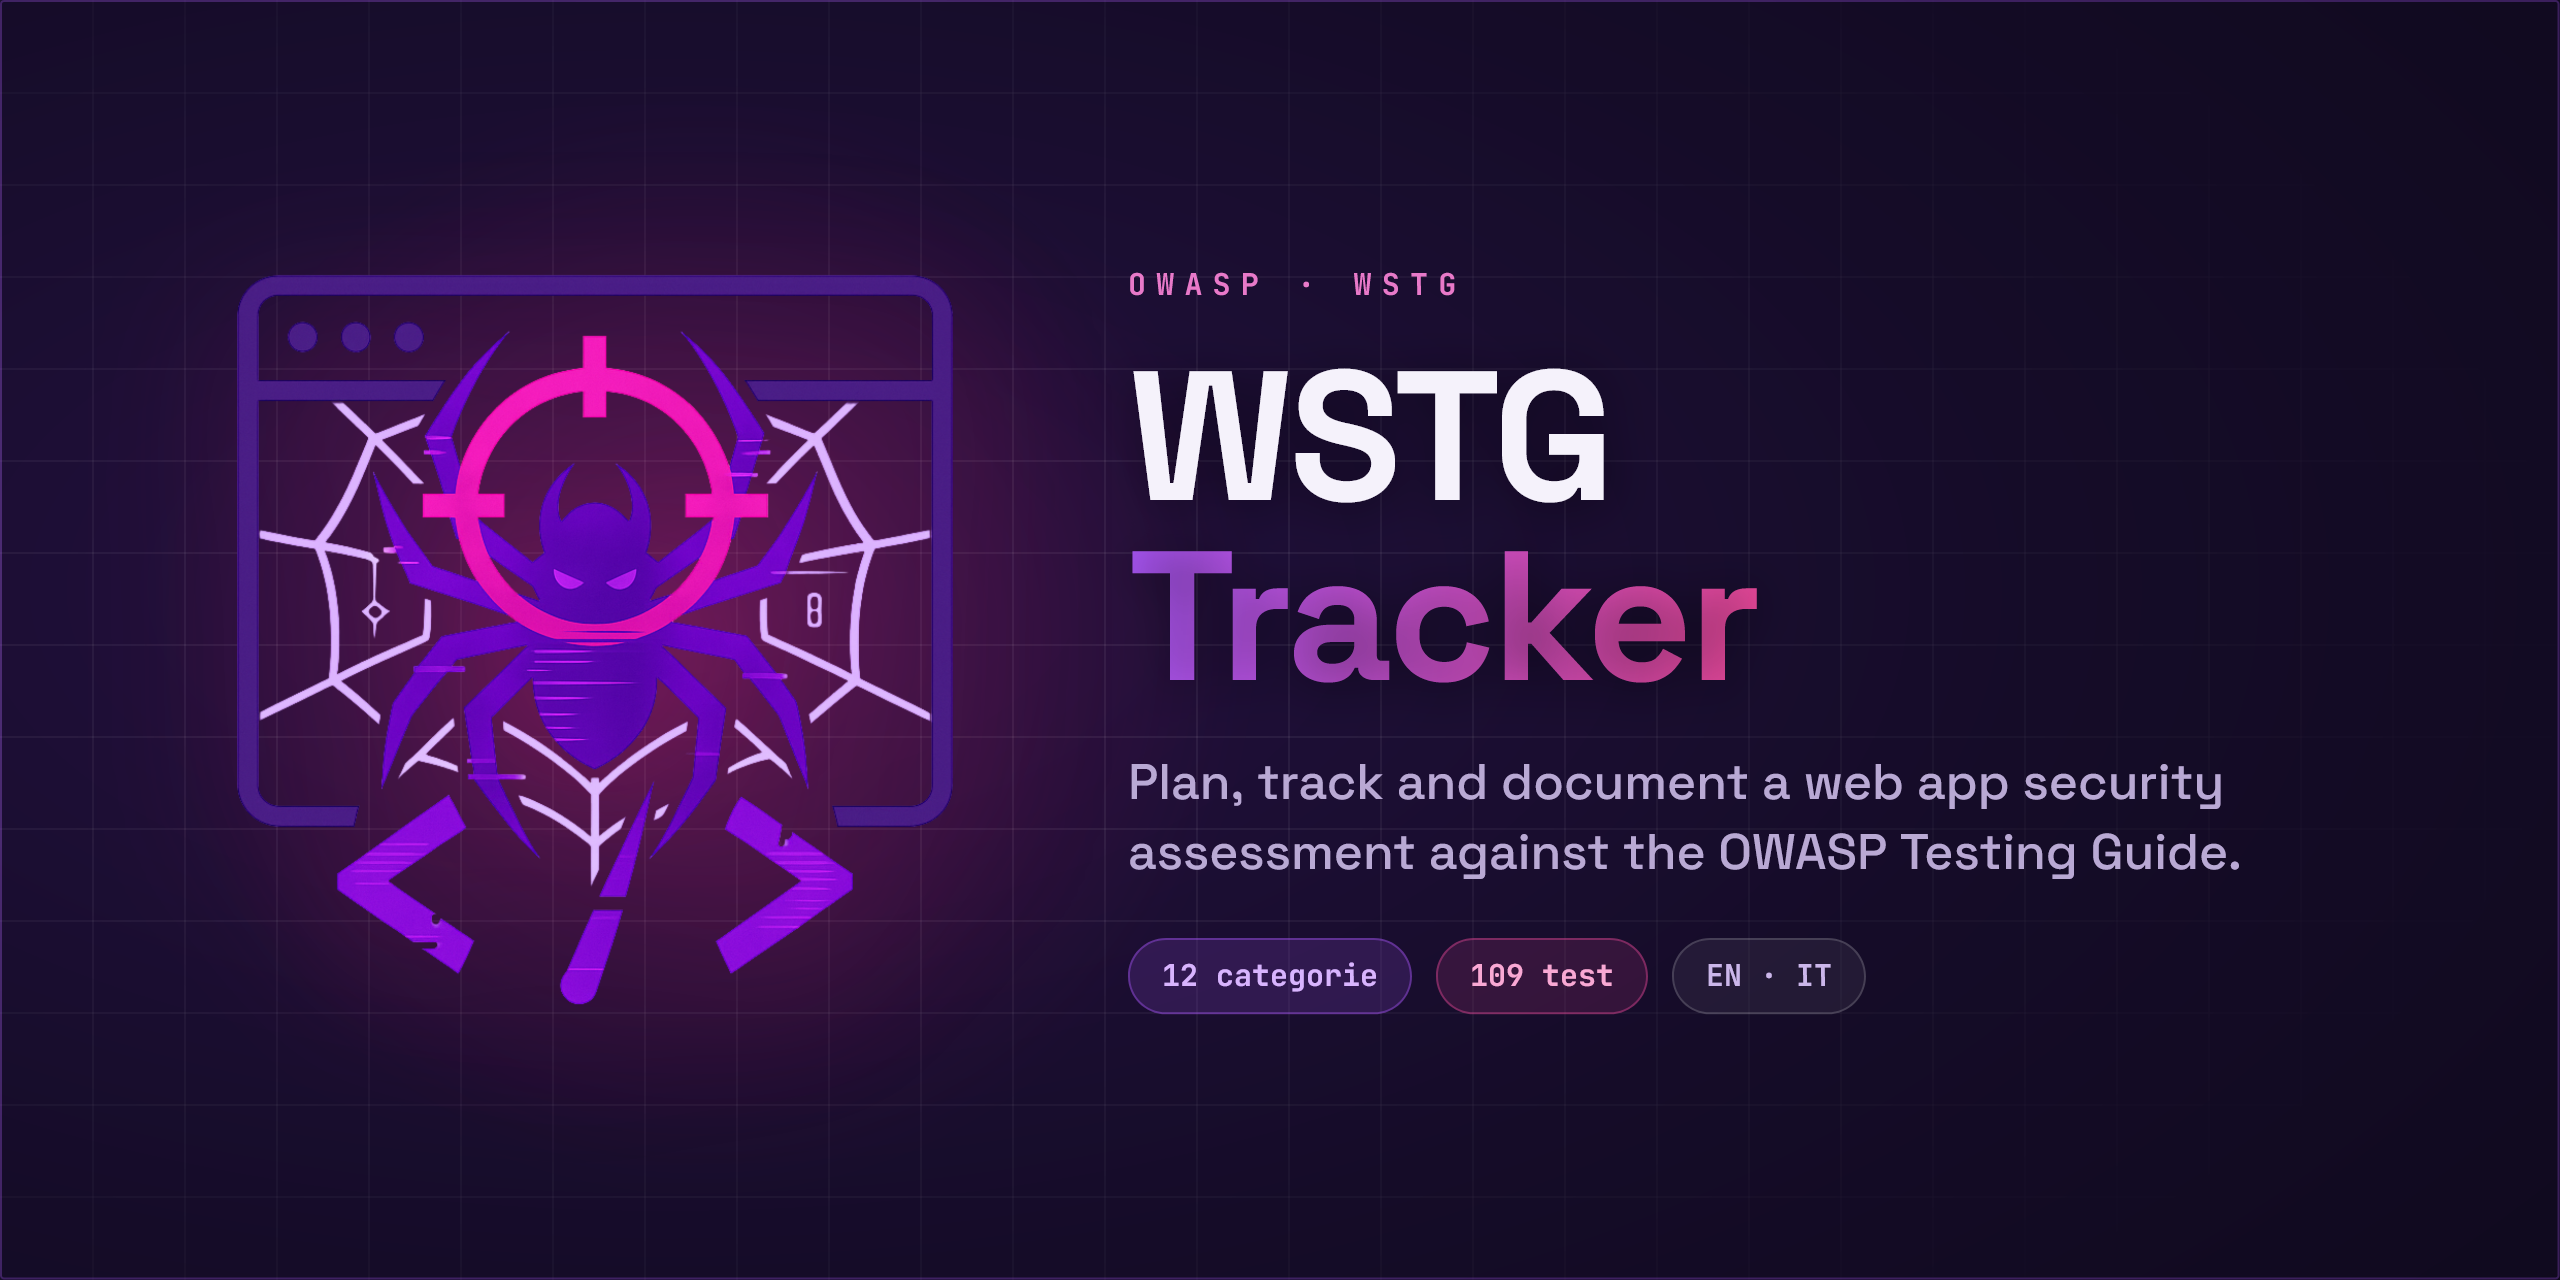 OWASP · WSTG
WSTG
Tracker
Plan, track and document a web app security
assessment against the OWASP Testing Guide.
12 categorie
109 test
EN · IT